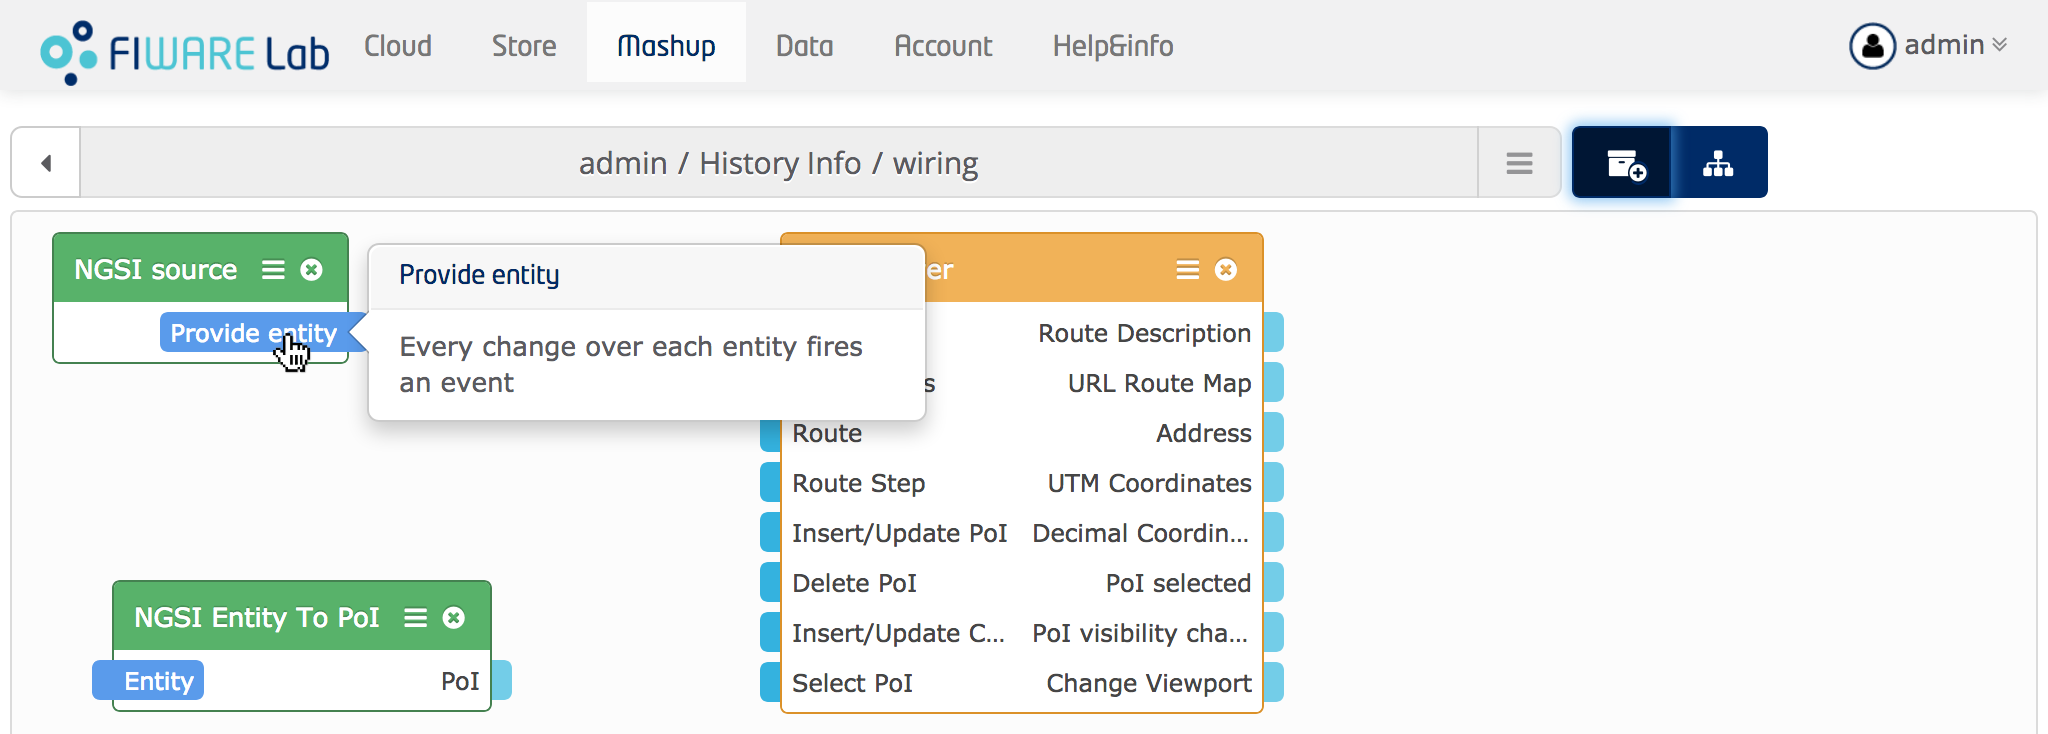 FIWARE Lab
Cloud
Store
Mashup
Data
Account
Help&info
admin
admin / History Info / wiring
NGSI source
Provide entity
Provide entity
Every change over each entity fires
an event
er
s
Route Description
URL Route Map
Route
Address
Route Step
UTM Coordinates
Insert/Update PoI
Decimal Coordin...
Delete PoI
PoI selected
Insert/Update C...
PoI visibility cha...
Select PoI
Change Viewport
NGSI Entity To PoI
Entity
PoI